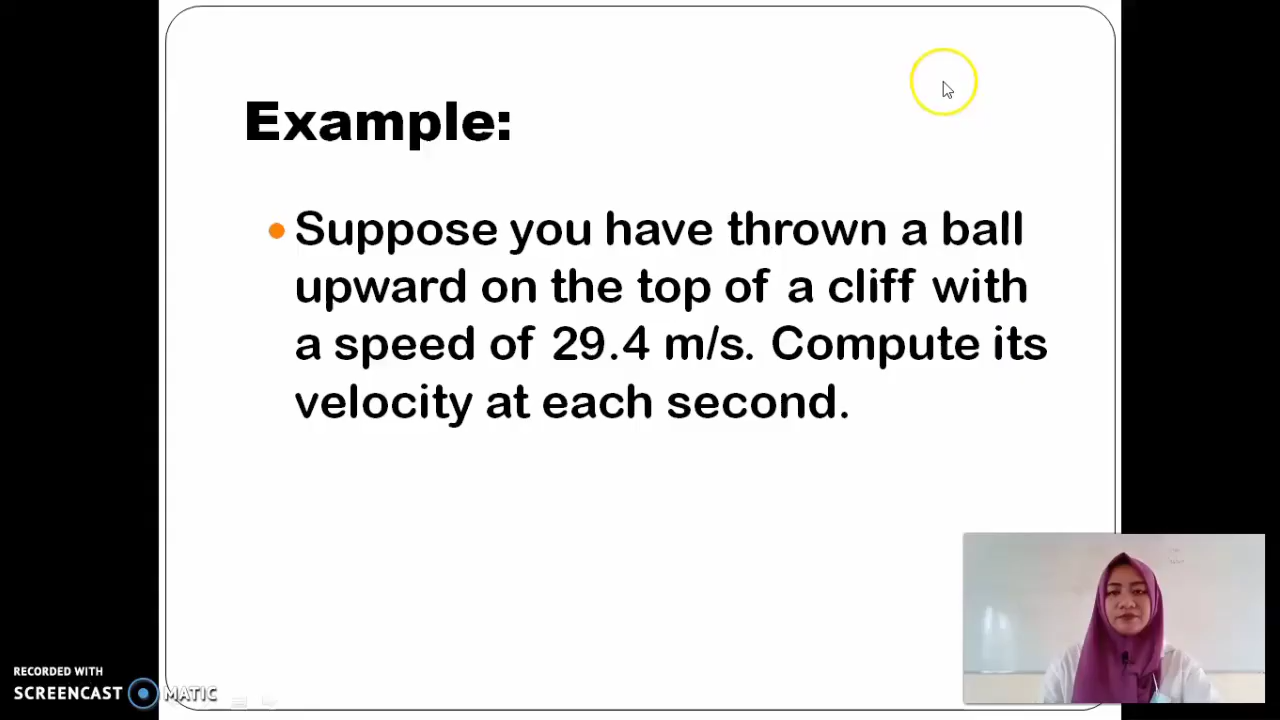 Example:
Suppose you have thrown a ball
upward on the top of a cliff with
a speed of 29.4 m/s. Compute its
velocity at each second.
RECORDED WITH
SCREENCAST MATIC